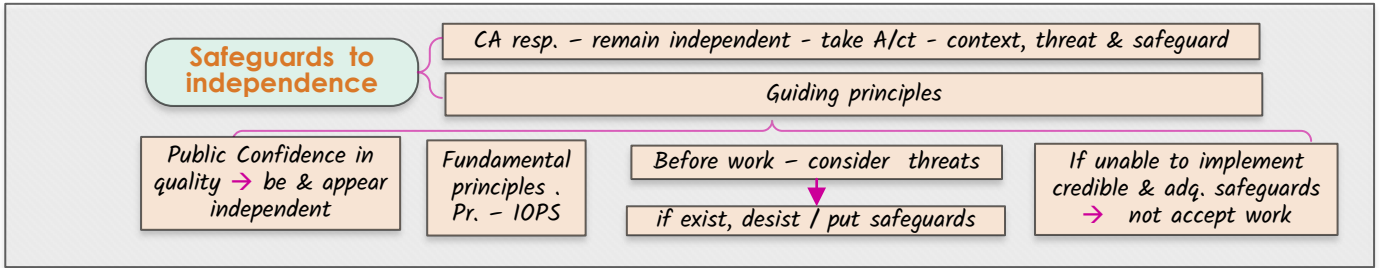 Safeguards to
independence
CA resp. – remain independent - take A/ct - context, threat & safeguard
Guiding principles
Public Confidence in
quality → be & appear
independent
Fundamental
principles .
Pr. – IOPS
Before work – consider threats
if exist, desist / put safeguards
If unable to implement
credible & adq. safeguards
→ not accept work